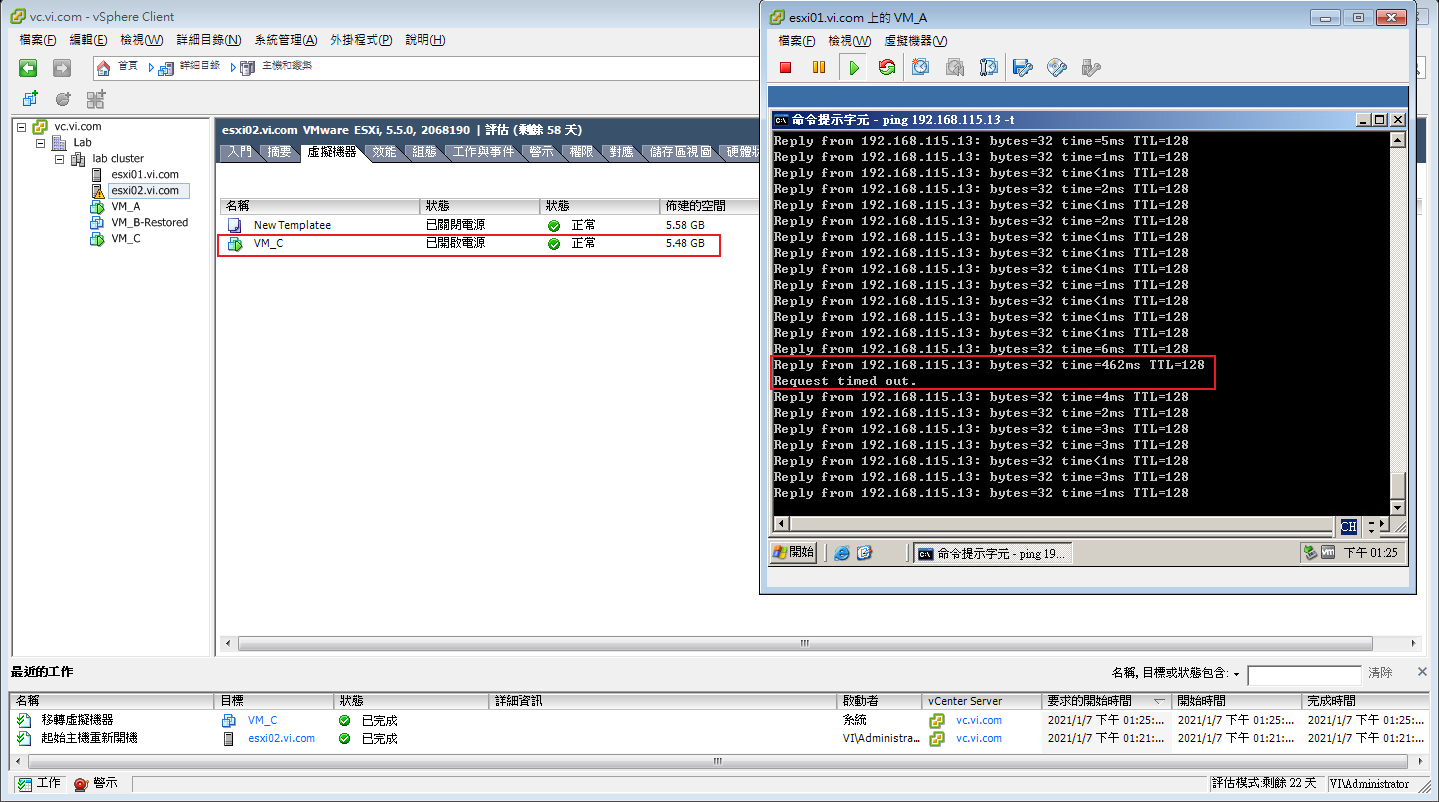 vc.vi.com - vSphere Client
檔案(F) 編輯(E) 檢視(W) 詳細目錄(N) 系統管理(A) 外掛程式(P) 說明(H)
首頁 詳細目錄 主機和叢集
vc.vi.com
Lab
lab cluster
esxi01.vi.com
esxi02.vi.com
VM_A
VM_B-Restored
VM_C
esxi02.vi.com VMware ESXi, 5.5.0, 2068190 | 評估 (剩餘 58 天)
入門 摘要 虛擬機器 效能 組態 工作與事件 警示 權限 對應 儲存區視圖 硬體狀
名稱 狀態 狀態 佈建的空間
New Templatee 已關閉電源 正常 5.58 GB
VM_C 已開啟電源 正常 5.48 GB
esxi01.vi.com 上的 VM_A
檔案(F) 檢視(W) 虛擬機器(V)
命令提示字元 - ping 192.168.115.13 -t
Reply from 192.168.115.13: bytes=32 time=5ms TTL=128
Reply from 192.168.115.13: bytes=32 time=1ms TTL=128
Reply from 192.168.115.13: bytes=32 time<1ms TTL=128
Reply from 192.168.115.13: bytes=32 time=2ms TTL=128
Reply from 192.168.115.13: bytes=32 time<1ms TTL=128
Reply from 192.168.115.13: bytes=32 time=2ms TTL=128
Reply from 192.168.115.13: bytes=32 time<1ms TTL=128
Reply from 192.168.115.13: bytes=32 time<1ms TTL=128
Reply from 192.168.115.13: bytes=32 time<1ms TTL=128
Reply from 192.168.115.13: bytes=32 time=1ms TTL=128
Reply from 192.168.115.13: bytes=32 time<1ms TTL=128
Reply from 192.168.115.13: bytes=32 time<1ms TTL=128
Reply from 192.168.115.13: bytes=32 time<1ms TTL=128
Reply from 192.168.115.13: bytes=32 time=6ms TTL=128
Reply from 192.168.115.13: bytes=32 time=462ms TTL=128
Request timed out.
Reply from 192.168.115.13: bytes=32 time=4ms TTL=128
Reply from 192.168.115.13: bytes=32 time=2ms TTL=128
Reply from 192.168.115.13: bytes=32 time=3ms TTL=128
Reply from 192.168.115.13: bytes=32 time=3ms TTL=128
Reply from 192.168.115.13: bytes=32 time<1ms TTL=128
Reply from 192.168.115.13: bytes=32 time=3ms TTL=128
Reply from 192.168.115.13: bytes=32 time=1ms TTL=128
CH
開始 命令提示字元 - ping 19... 下午 01:25
最近的工作 名稱, 目標或狀態包含: 清除
名稱 目標 狀態 詳細資訊 啟動者 vCenter Server 要求的開始時間 開始時間 完成時間
移轉虛擬機器 VM_C 已完成 系統 vc.vi.com 2021/1/7 下午 01:25:... 2021/1/7 下午 01:25:... 2021/1/7 下午 01:25:...
起始主機重新開機 esxi02.vi.com 已完成 VI\Administra... vc.vi.com 2021/1/7 下午 01:21:... 2021/1/7 下午 01:21:... 2021/1/7 下午 01:21:...
工作 警示 評估模式:剩餘 22 天 VI\Administrator